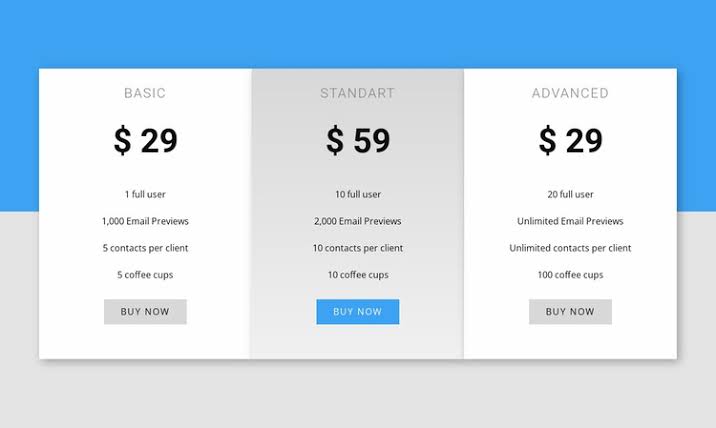 BASIC
$ 29
1 full user
1,000 Email Previews
5 contacts per client
5 coffee cups
BUY NOW
STANDART
$ 59
10 full user
2,000 Email Previews
10 contacts per client
10 coffee cups
BUY NOW
ADVANCED
$ 29
20 full user
Unlimited Email Previews
Unlimited contacts per client
100 coffee cups
BUY NOW